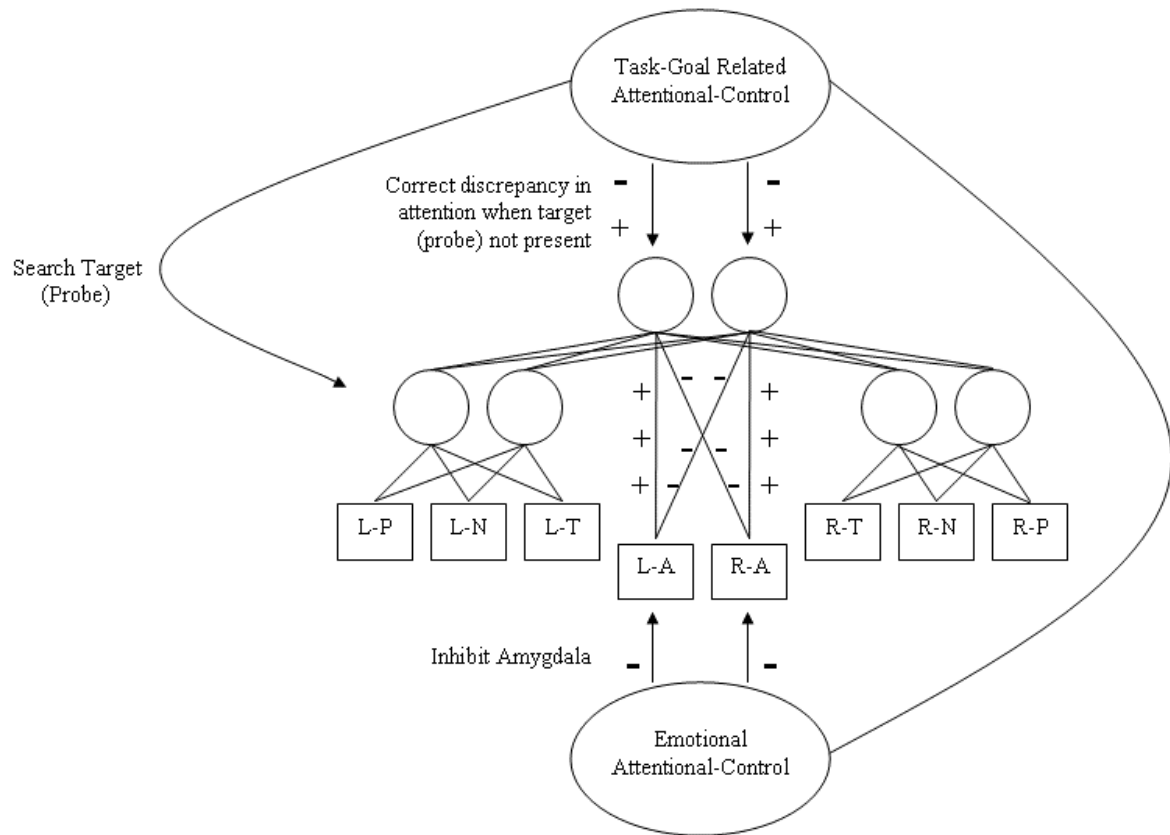 Task-Goal Related
Attentional-Control
- -
Correct discrepancy in
attention when target
(probe) not present
+ +
Search Target
(Probe)
+ - - +
+ - - +
+ - - +
L-P L-N L-T R-T R-N R-P
L-A R-A
Inhibit Amygdala
- -
Emotional
Attentional-Control